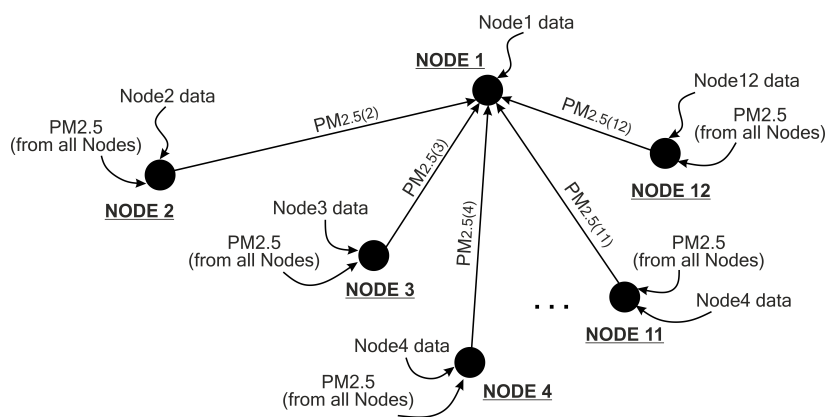 Node1 data
NODE 1
Node2 data
PM2.5
(from all Nodes)
NODE 2
PM2.5(2)
PM2.5(12)
Node12 data
PM2.5
(from all Nodes)
NODE 12
PM2.5(3)
Node3 data
PM2.5
(from all Nodes)
NODE 3
PM2.5(4)
PM2.5(11)
PM2.5
(from all Nodes)
Node4 data
NODE 11
. . .
Node4 data
PM2.5
(from all Nodes)
NODE 4